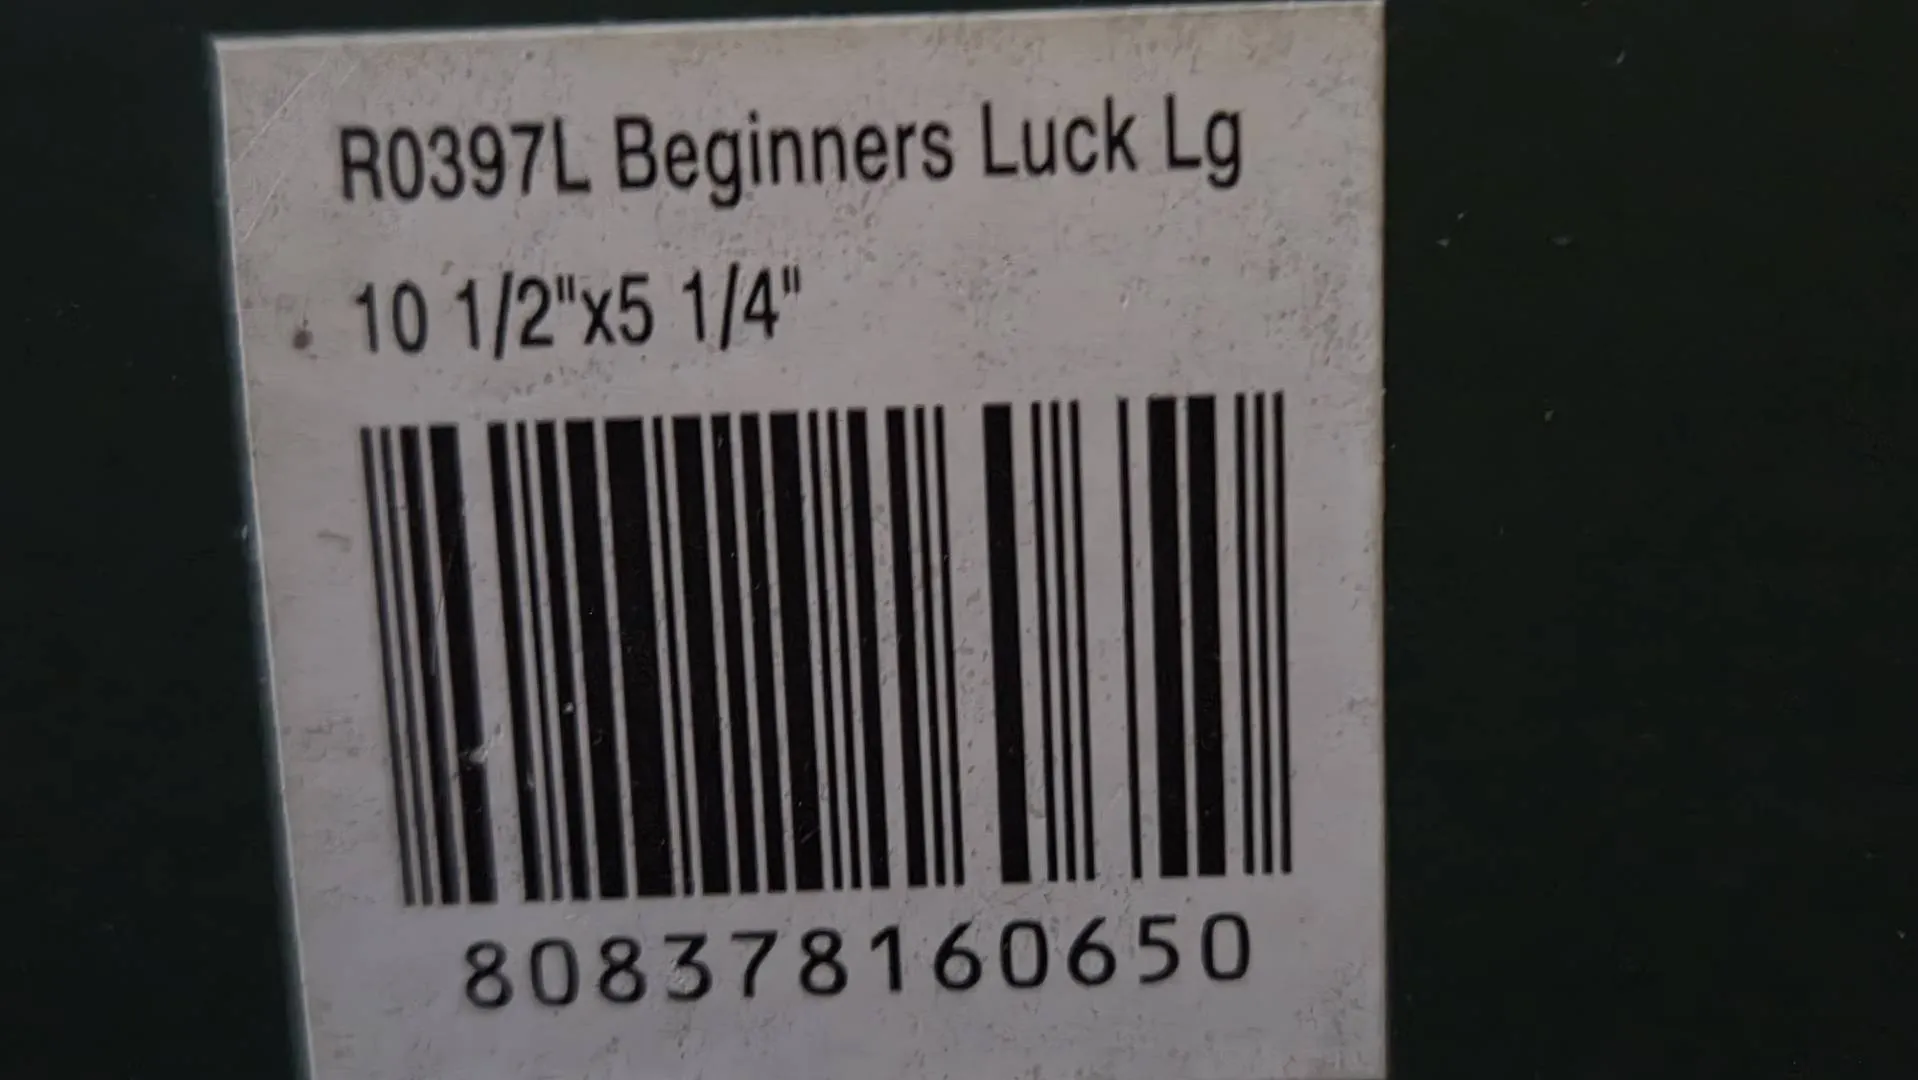 R0397L Beginners Luck Lg
10 1/2"x5 1/4"
808378160650